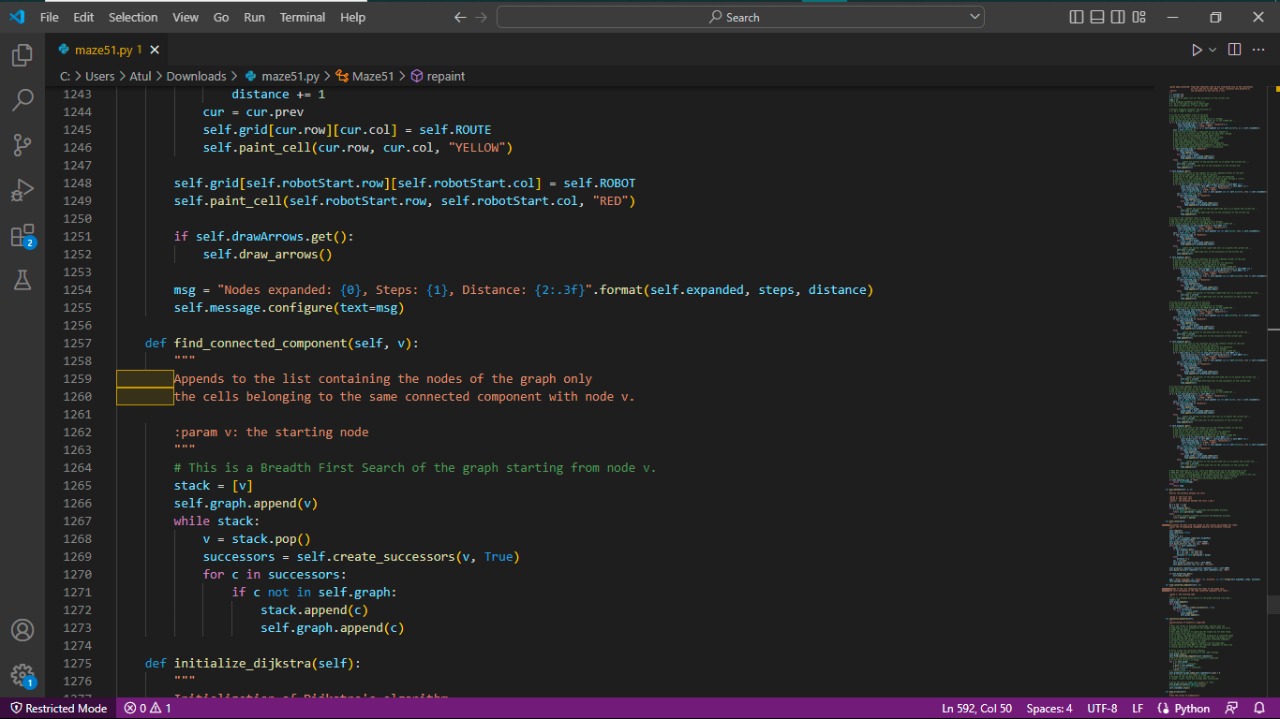 File Edit Selection View Go Run Terminal Help
Search
maze51.py 1
C: > Users > Atul > Downloads > maze51.py > Maze51 > repaint
1243 distance += 1
1244 cur = cur.prev
1245 self.grid[cur.row][cur.col] = self.ROUTE
1246 self.paint_cell(cur.row, cur.col, "YELLOW")
1247
1248 self.grid[self.robotStart.row][self.robotStart.col] = self.ROBOT
1249 self.paint_cell(self.robotStart.row, self.robotStart.col, "RED")
1250
1251 if self.drawArrows.get():
1252 self.draw_arrows()
1253
1254 msg = "Nodes expanded: {0}, Steps: {1}, Distance: {2:.3f}".format(self.expanded, steps, distance)
1255 self.message.configure(text=msg)
1256
1257 def find_connected_component(self, v):
1258 """
1259 Appends to the list containing the nodes of the graph only
1260 the cells belonging to the same connected component with node v.
1261
1262 :param v: the starting node
1263 """
1264 # This is a Breadth First Search of the graph starting from node v.
1265 stack = [v]
1266 self.graph.append(v)
1267 while stack:
1268 v = stack.pop()
1269 successors = self.create_successors(v, True)
1270 for c in successors:
1271 if c not in self.graph:
1272 stack.append(c)
1273 self.graph.append(c)
1274
1275 def initialize_dijkstra(self):
1276 """
1277 Initialization of Dijkstra's algorithm
2
1
Restricted Mode 0 1 Ln 592, Col 50 Spaces: 4 UTF-8 LF Python